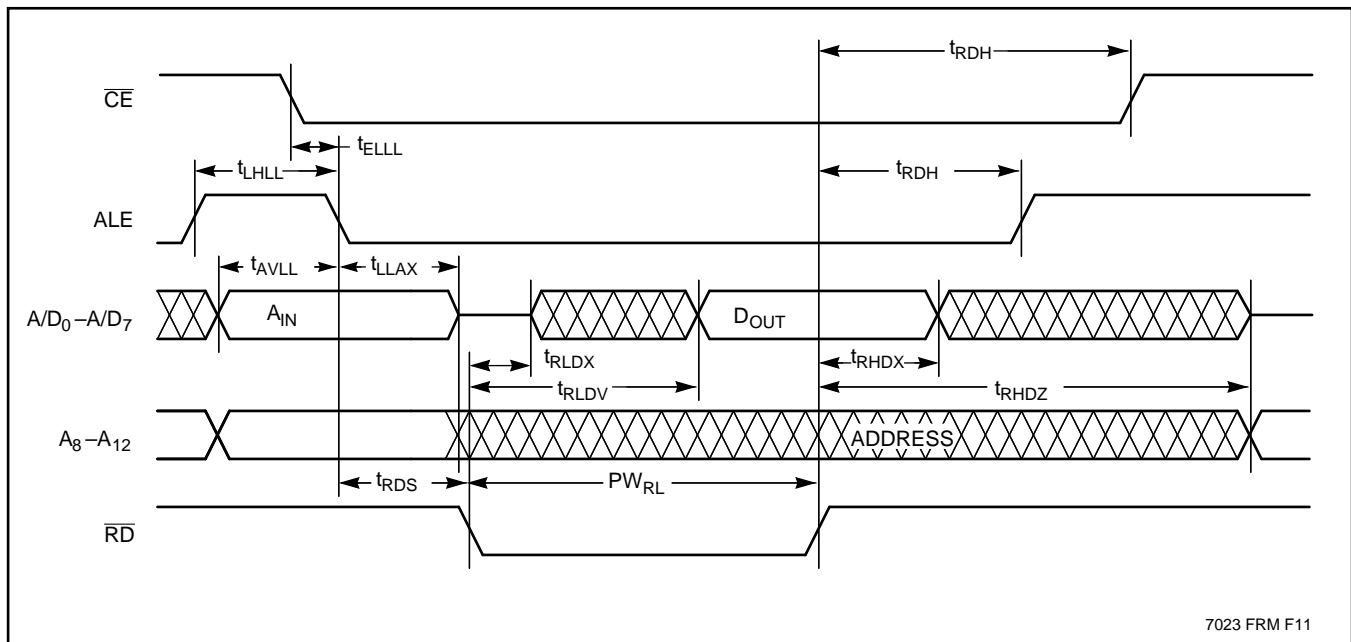 tRDH
CE
tELLL
tLHLL
tRDH
ALE
tAVLL
tLLAX
A/D0–A/D7
AIN
DOUT
tRLDX
tRHDX
tRLDV
tRHDZ
A8–A12
ADDRESS
tRDS
PWRL
RD
7023 FRM F11